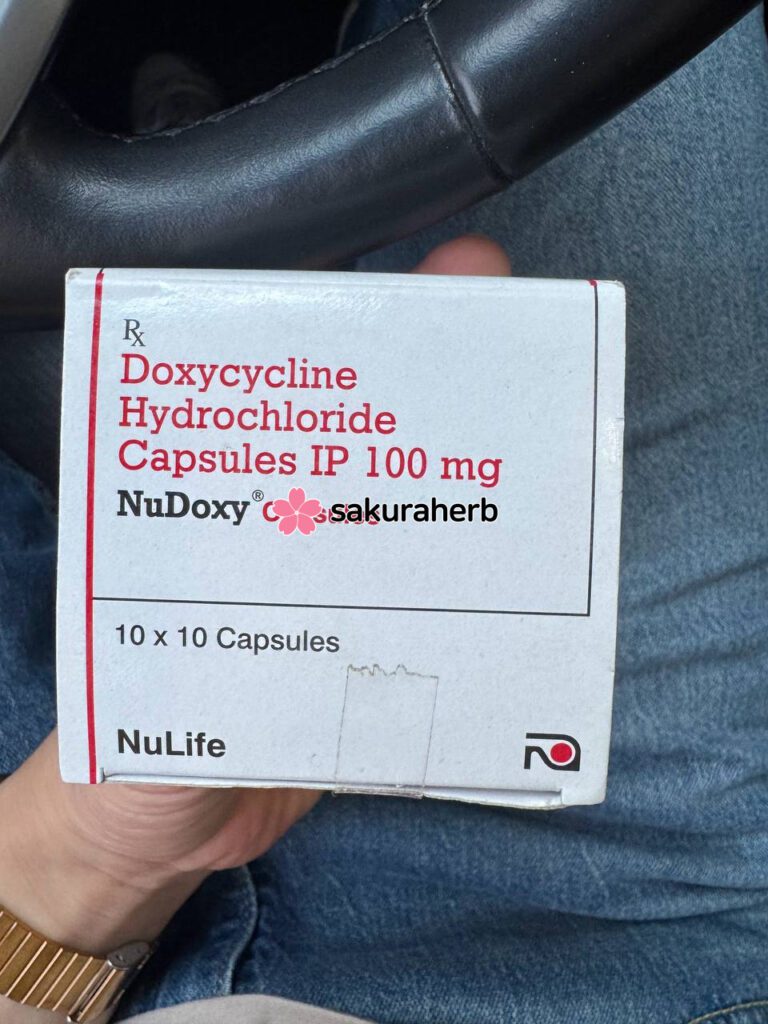 Rx
Doxycycline
Hydrochloride
Capsules IP 100 mg
NuDoxy® sakuraherb
10 x 10 Capsules
NuLife